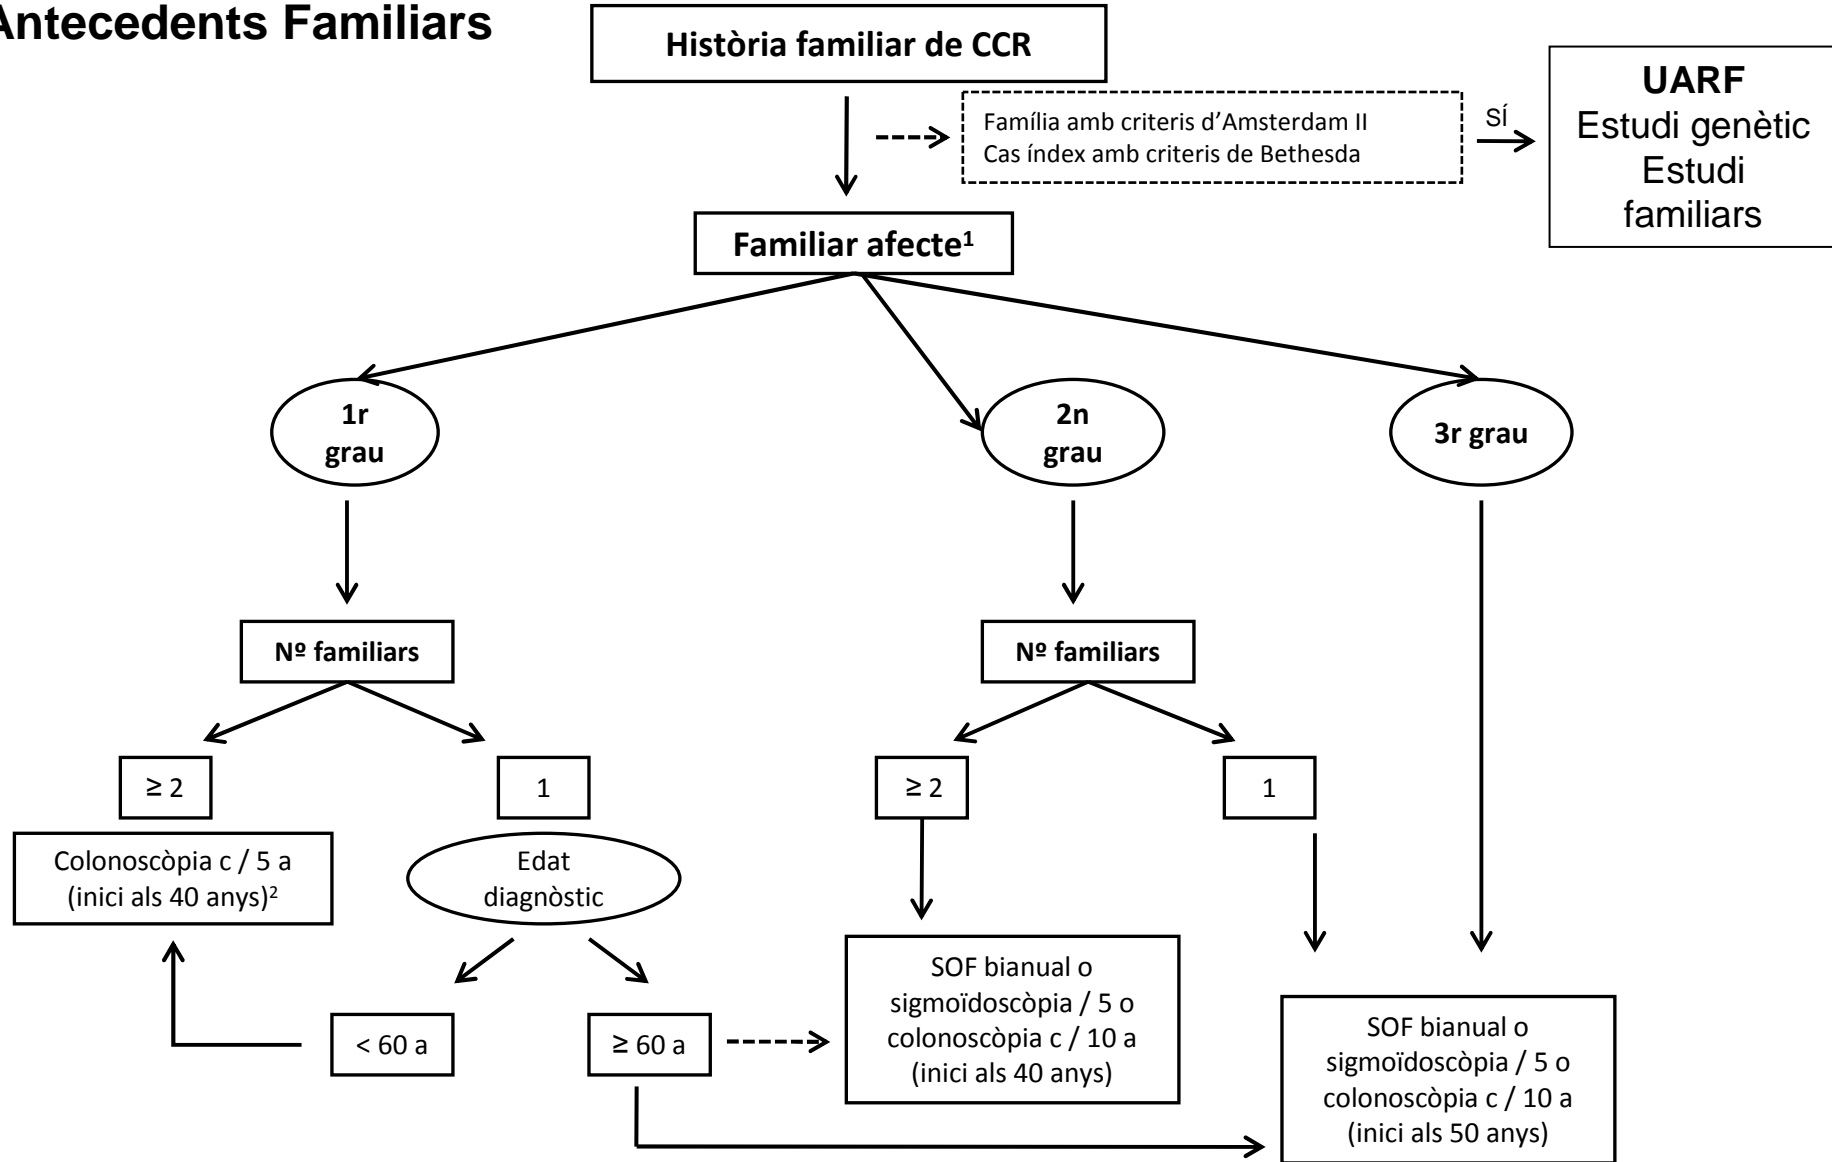 Antecedents Familiars
Història familiar de CCR
Família amb criteris d'Amsterdam II
Cas índex amb criteris de Bethesda
SÍ
UARF
Estudi genètic
Estudi
familiars
Familiar afecte¹
1r
grau
2n
grau
3r grau
Nº familiars
Nº familiars
≥ 2
1
≥ 2
1
Colonoscòpia c / 5 a
(inici als 40 anys)²
Edat
diagnòstic
< 60 a
≥ 60 a
SOF bianual o
sigmoïdoscòpia / 5 o
colonoscòpia c / 10 a
(inici als 40 anys)
SOF bianual o
sigmoïdoscòpia / 5 o
colonoscòpia c / 10 a
(inici als 50 anys)